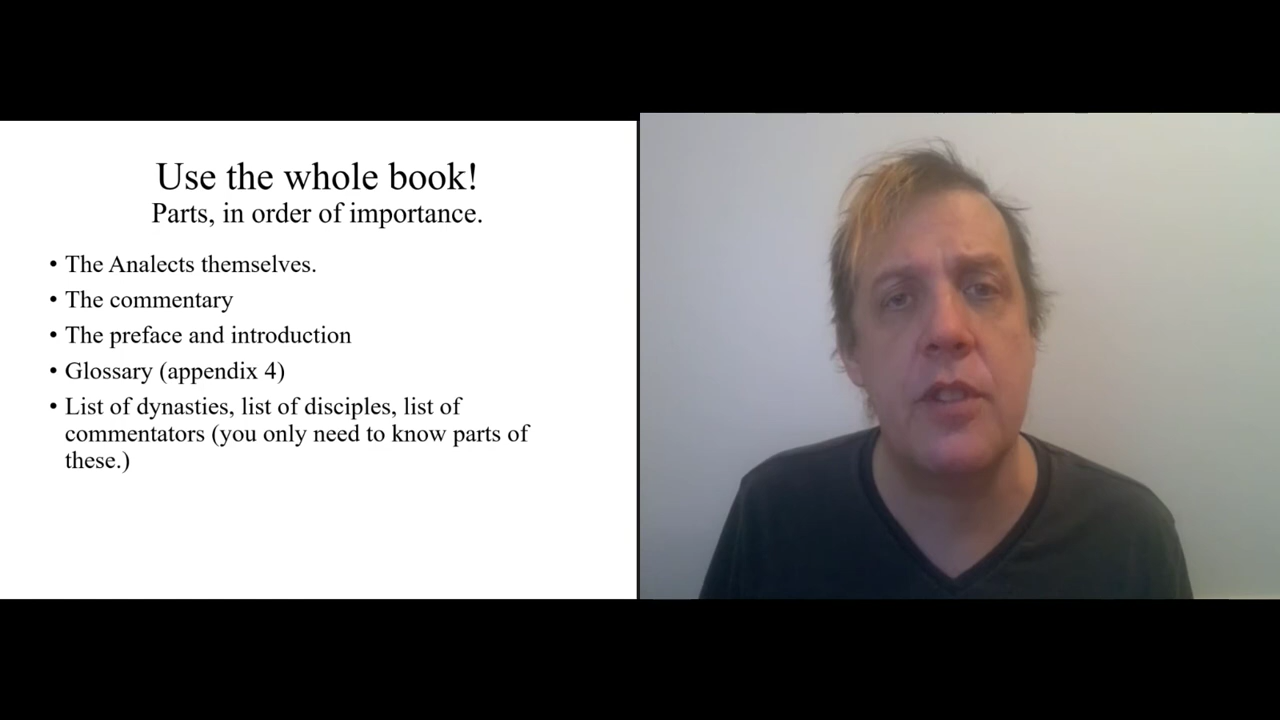 Use the whole book!
Parts, in order of importance.
• The Analects themselves.
• The commentary
• The preface and introduction
• Glossary (appendix 4)
• List of dynasties, list of disciples, list of
commentators (you only need to know parts of
these.)